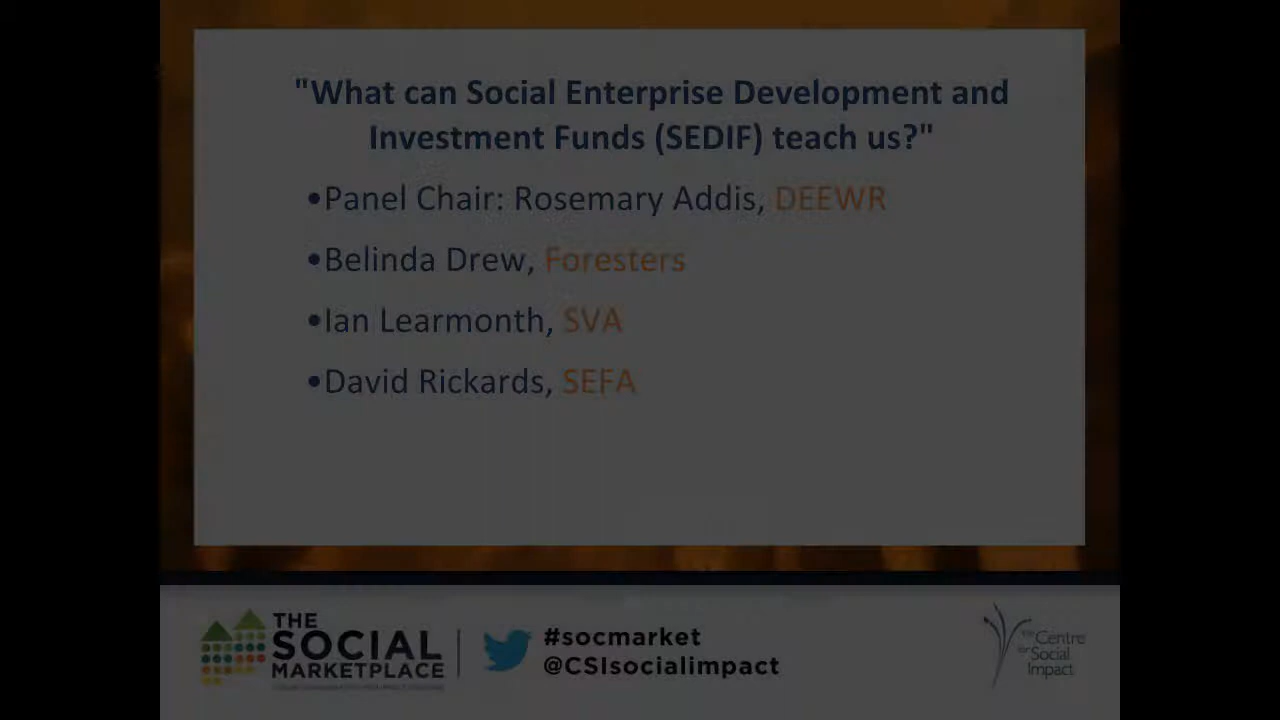 "What can Social Enterprise Development and
Investment Funds (SEDIF) teach us?"
•Panel Chair: Rosemary Addis, DEEWR
•Belinda Drew, Foresters
•Ian Learmonth, SVA
•David Rickards, SEFA
THE
SOCIAL
MARKETPLACE
#socmarket
@CSIsocialimpact
the Centre
for Social
Impact